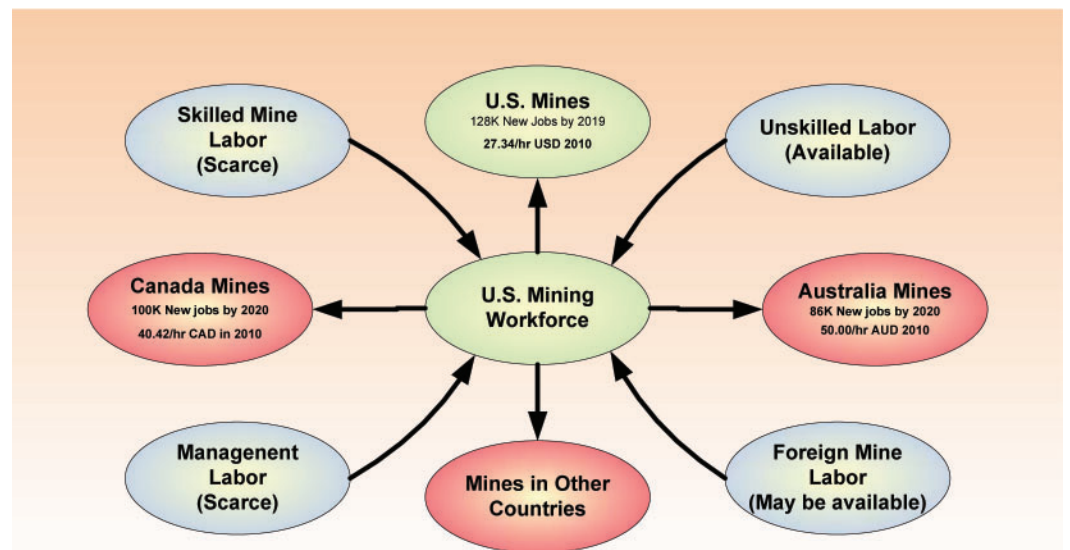 Skilled Mine
Labor
(Scarce)
U.S. Mines
128K New Jobs by 2019
27.34/hr USD 2010
Unskilled Labor
(Available)
Canada Mines
100K New jobs by 2020
40.42/hr CAD in 2010
U.S. Mining
Workforce
Australia Mines
86K New jobs by 2020
50.00/hr AUD 2010
Managenent
Labor
(Scarce)
Mines in Other
Countries
Foreign Mine
Labor
(May be available)